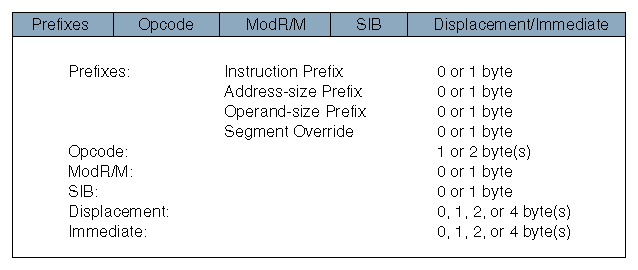 Prefixes Opcode ModR/M SIB Displacement/Immediate
Prefixes: Instruction Prefix 0 or 1 byte
Address-size Prefix 0 or 1 byte
Operand-size Prefix 0 or 1 byte
Segment Override 0 or 1 byte
Opcode: 1 or 2 byte(s)
ModR/M: 0 or 1 byte
SIB: 0 or 1 byte
Displacement: 0, 1, 2, or 4 byte(s)
Immediate: 0, 1, 2, or 4 byte(s)